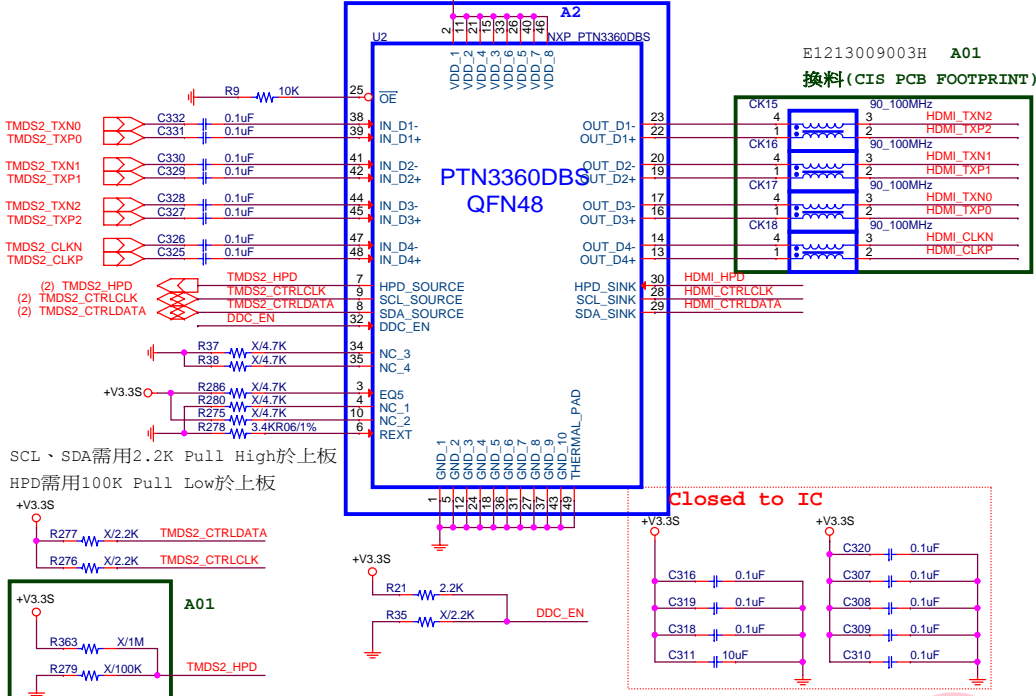 A2
U2 NXP_PTN3360DBS
2 11 21 15 33 26 40 46
VDD_1 VDD_2 VDD_4 VDD_3 VDD_6 VDD_5 VDD_7 VDD_8
E1213009003H A01
換料(CIS PCB FOOTPRINT)
R9 10K 25 OE
TMDS2_TXN0 C332 0.1uF 38 IN_D1-
TMDS2_TXP0 C331 0.1uF 39 IN_D1+
TMDS2_TXN1 C330 0.1uF 41 IN_D2-
TMDS2_TXP1 C329 0.1uF 42 IN_D2+
TMDS2_TXN2 C328 0.1uF 44 IN_D3-
TMDS2_TXP2 C327 0.1uF 45 IN_D3+
TMDS2_CLKN C326 0.1uF 47 IN_D4-
TMDS2_CLKP C325 0.1uF 48 IN_D4+
PTN3360DBS
QFN48
OUT_D1- 23
OUT_D1+ 22
OUT_D2- 20
OUT_D2+ 19
OUT_D3- 17
OUT_D3+ 16
OUT_D4- 14
OUT_D4+ 13
CK15 90_100MHz
4 3 HDMI_TXN2
1 2 HDMI_TXP2
CK16 90_100MHz
4 3 HDMI_TXN1
1 2 HDMI_TXP1
CK17 90_100MHz
4 3 HDMI_TXN0
1 2 HDMI_TXP0
CK18 90_100MHz
4 3 HDMI_CLKN
1 2 HDMI_CLKP
(2) TMDS2_HPD TMDS2_HPD 7 HPD_SOURCE
(2) TMDS2_CTRLCLK TMDS2_CTRLCLK 9 SCL_SOURCE
(2) TMDS2_CTRLDATA TMDS2_CTRLDATA 8 SDA_SOURCE
DDC_EN 32 DDC_EN
HPD_SINK 30 HDMI_HPD
SCL_SINK 28 HDMI_CTRLCLK
SDA_SINK 29 HDMI_CTRLDATA
R37 X/4.7K 34 NC_3
R38 X/4.7K 35 NC_4
+V3.3S R286 X/4.7K 3 EQ5
R280 X/4.7K 4 NC_1
R275 X/4.7K 10 NC_2
R278 3.4KR06/1% 6 REXT
GND_1 GND_2 GND_3 GND_4 GND_5 GND_6 GND_7 GND_8 GND_9 GND_10 THERMAL_PAD
1 5 12 24 18 36 31 27 37 43 49
SCL、SDA需用2.2K Pull High於上板
HPD需用100K Pull Low於上板
+V3.3S
R277 X/2.2K TMDS2_CTRLDATA
R276 X/2.2K TMDS2_CTRLCLK
+V3.3S A01
R363 X/1M
R279 X/100K TMDS2_HPD
+V3.3S
R21 2.2K
R35 X/2.2K DDC_EN
Closed to IC
+V3.3S +V3.3S
C320 0.1uF
C316 0.1uF C307 0.1uF
C319 0.1uF C308 0.1uF
C318 0.1uF C309 0.1uF
C311 10uF C310 0.1uF